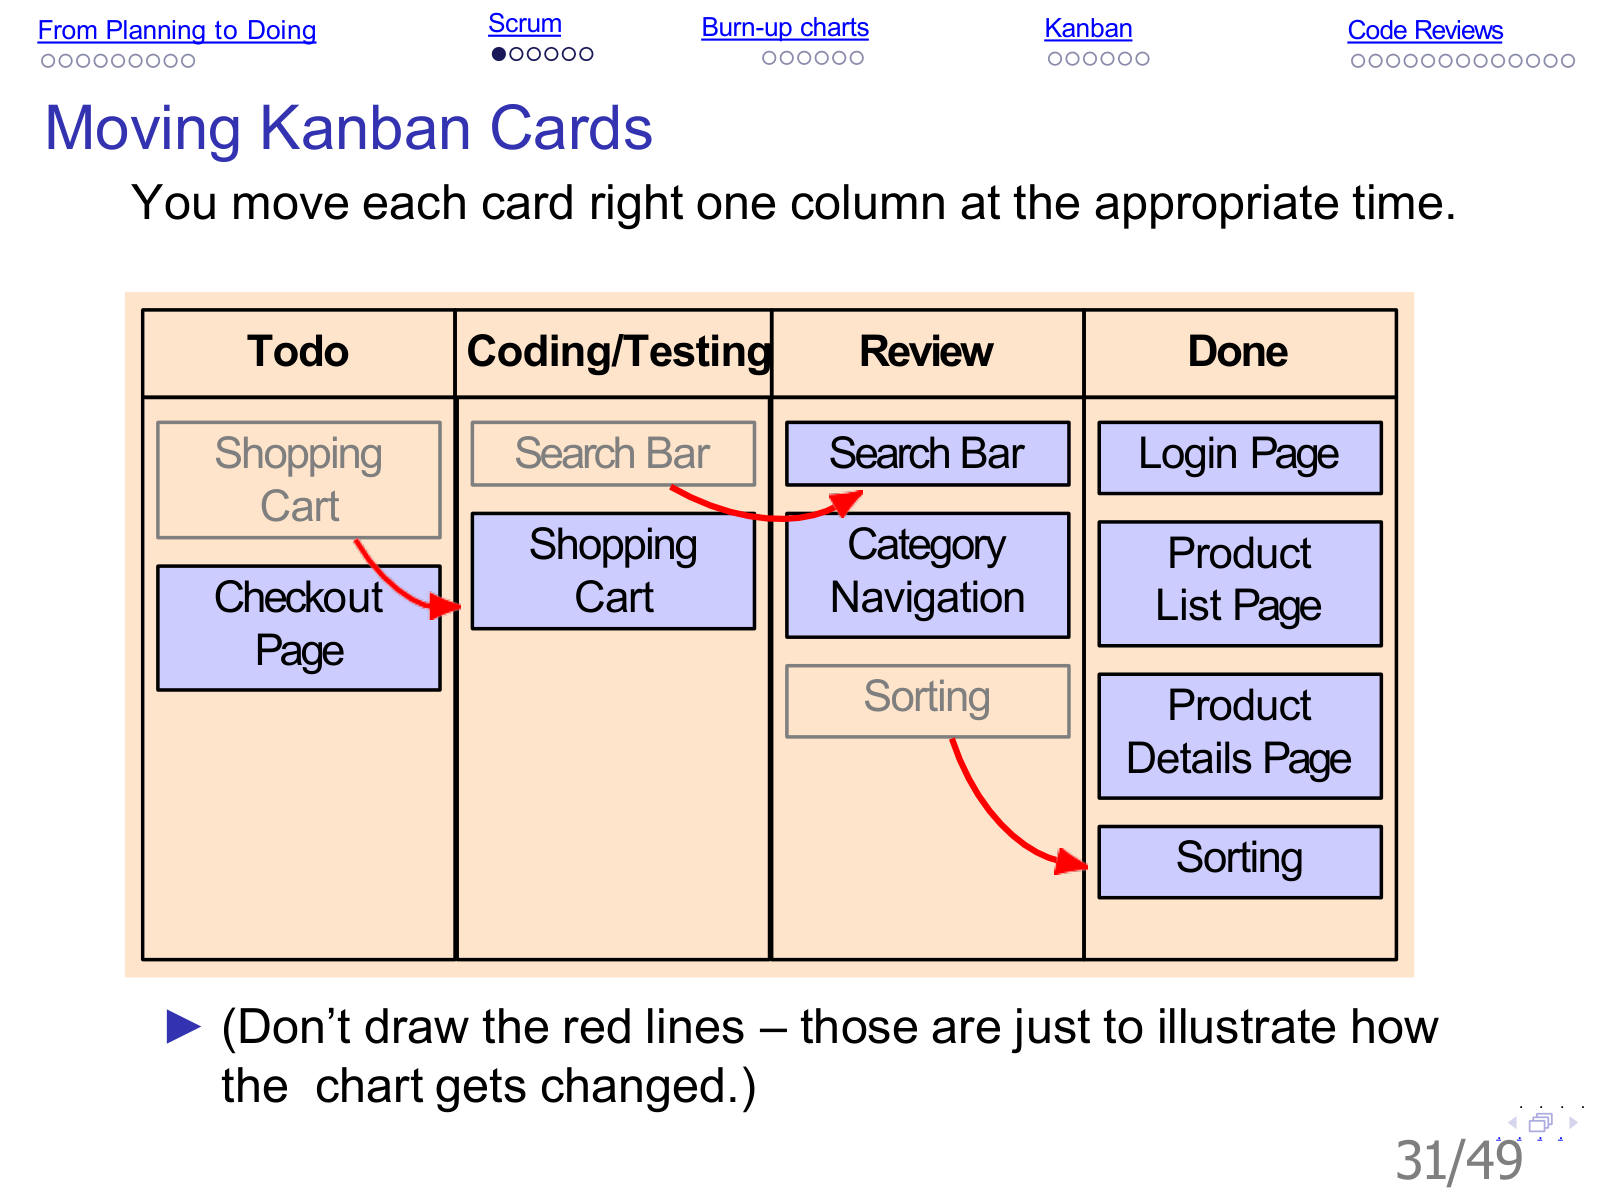 From Planning to Doing
Scrum
Burn-up charts
Kanban
Code Reviews
Moving Kanban Cards
You move each card right one column at the appropriate time.
Todo
Coding/Testing
Review
Done
Shopping
Cart
Checkout
Page
Search Bar
Shopping
Cart
Search Bar
Category
Navigation
Sorting
Login Page
Product
List Page
Product
Details Page
Sorting
(Don’t draw the red lines – those are just to illustrate how
the chart gets changed.)
31/49